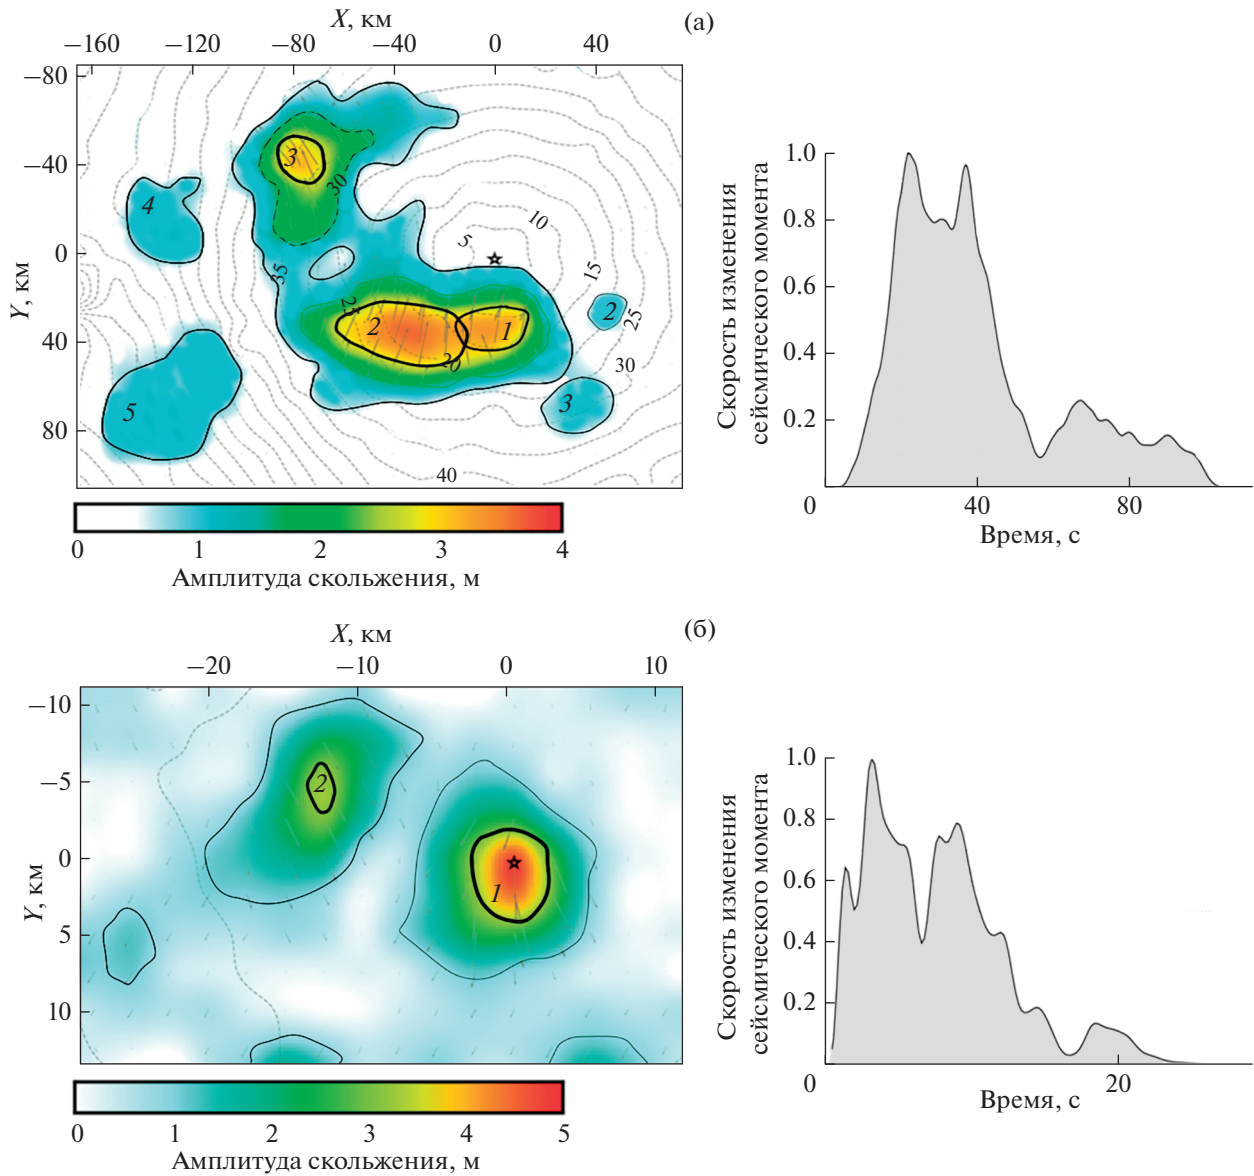 X, км
(а)
−160 −120 −80 −40 0 40
Y, км
−80
−40
0
40
80
3
30
4
10
5
15
35
25
2
25
2
1
20
30
3
5
40
0 1 2 3 4
Амплитуда скольжения, м
Скорость изменения
сейсмического момента
1.0
0.8
0.6
0.4
0.2
0 40 80
Время, с
X, км
(б)
−20 −10 0 10
Y, км
−10
−5
0
5
10
2
1
0 1 2 3 4 5
Амплитуда скольжения, м
Скорость изменения
сейсмического момента
1.0
0.8
0.6
0.4
0.2
0 20
Время, с